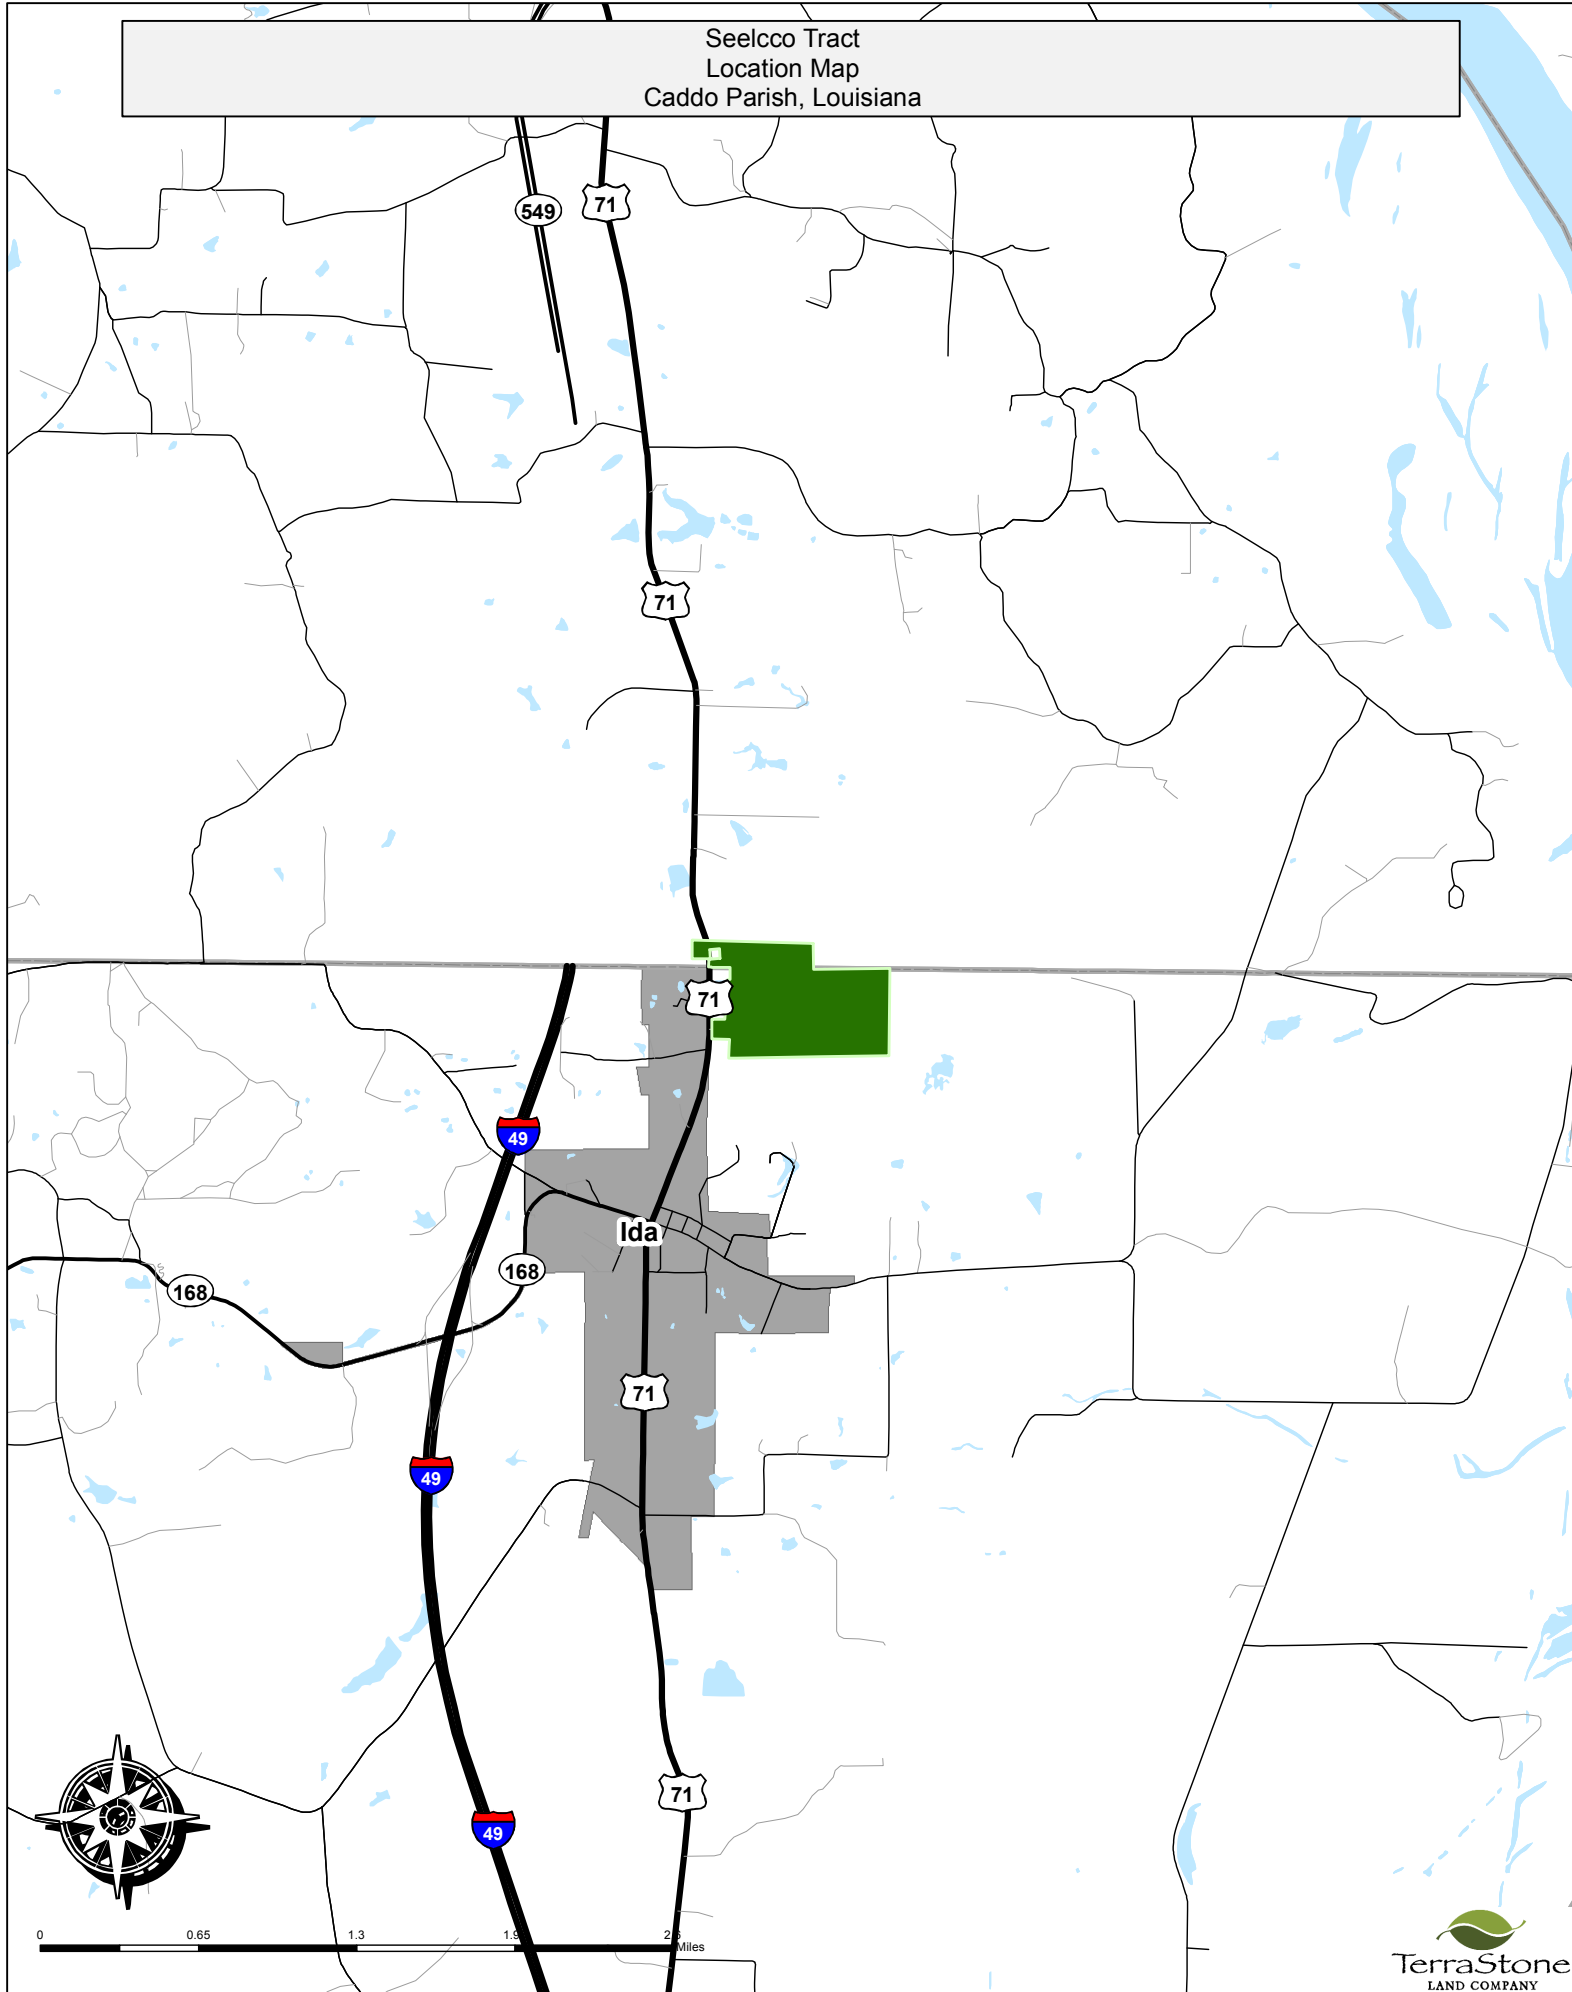 Seelcco Tract
Location Map
Caddo Parish, Louisiana
549
71
71
71
49
Ida
168
168
71
49
71
49
0 0.65 1.3
Miles
TerraStone
LAND COMPANY